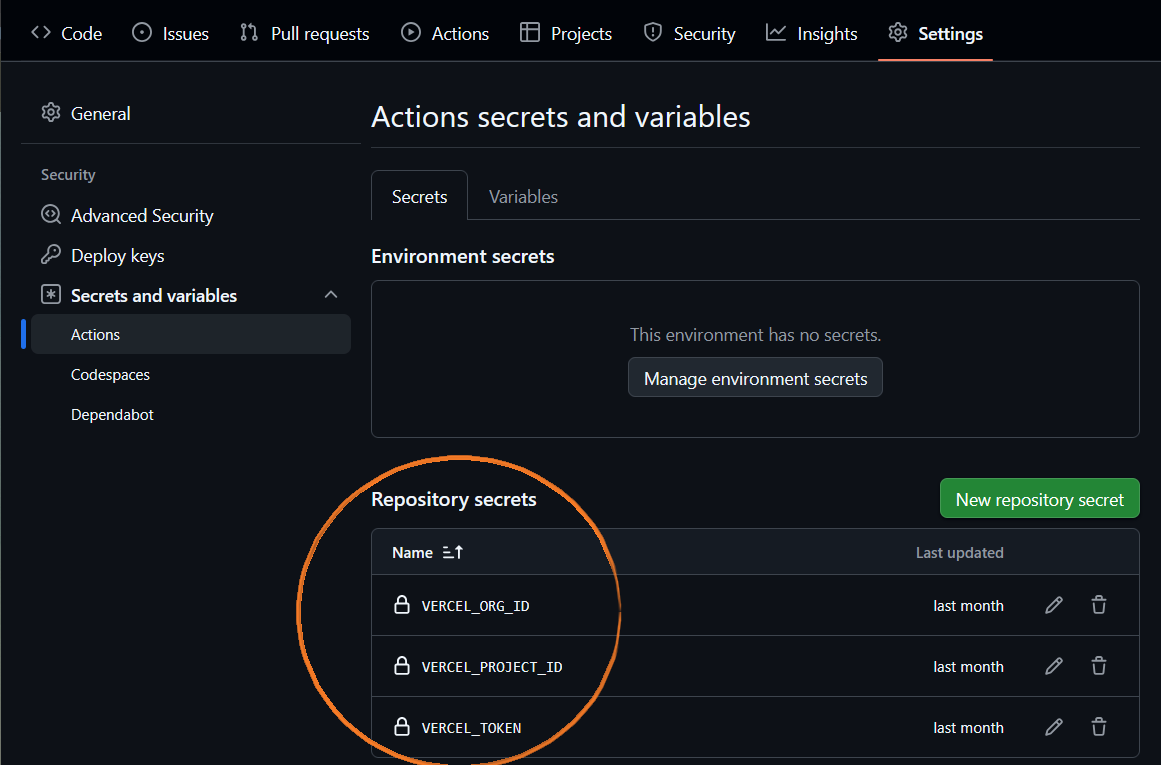 Code Issues Pull requests Actions Projects Security Insights Settings
General
Security
Advanced Security
Deploy keys
Secrets and variables
Actions
Codespaces
Dependabot
Actions secrets and variables
Secrets Variables
Environment secrets
This environment has no secrets.
Manage environment secrets
Repository secrets New repository secret
Name Last updated
VERCEL_ORG_ID last month
VERCEL_PROJECT_ID last month
VERCEL_TOKEN last month